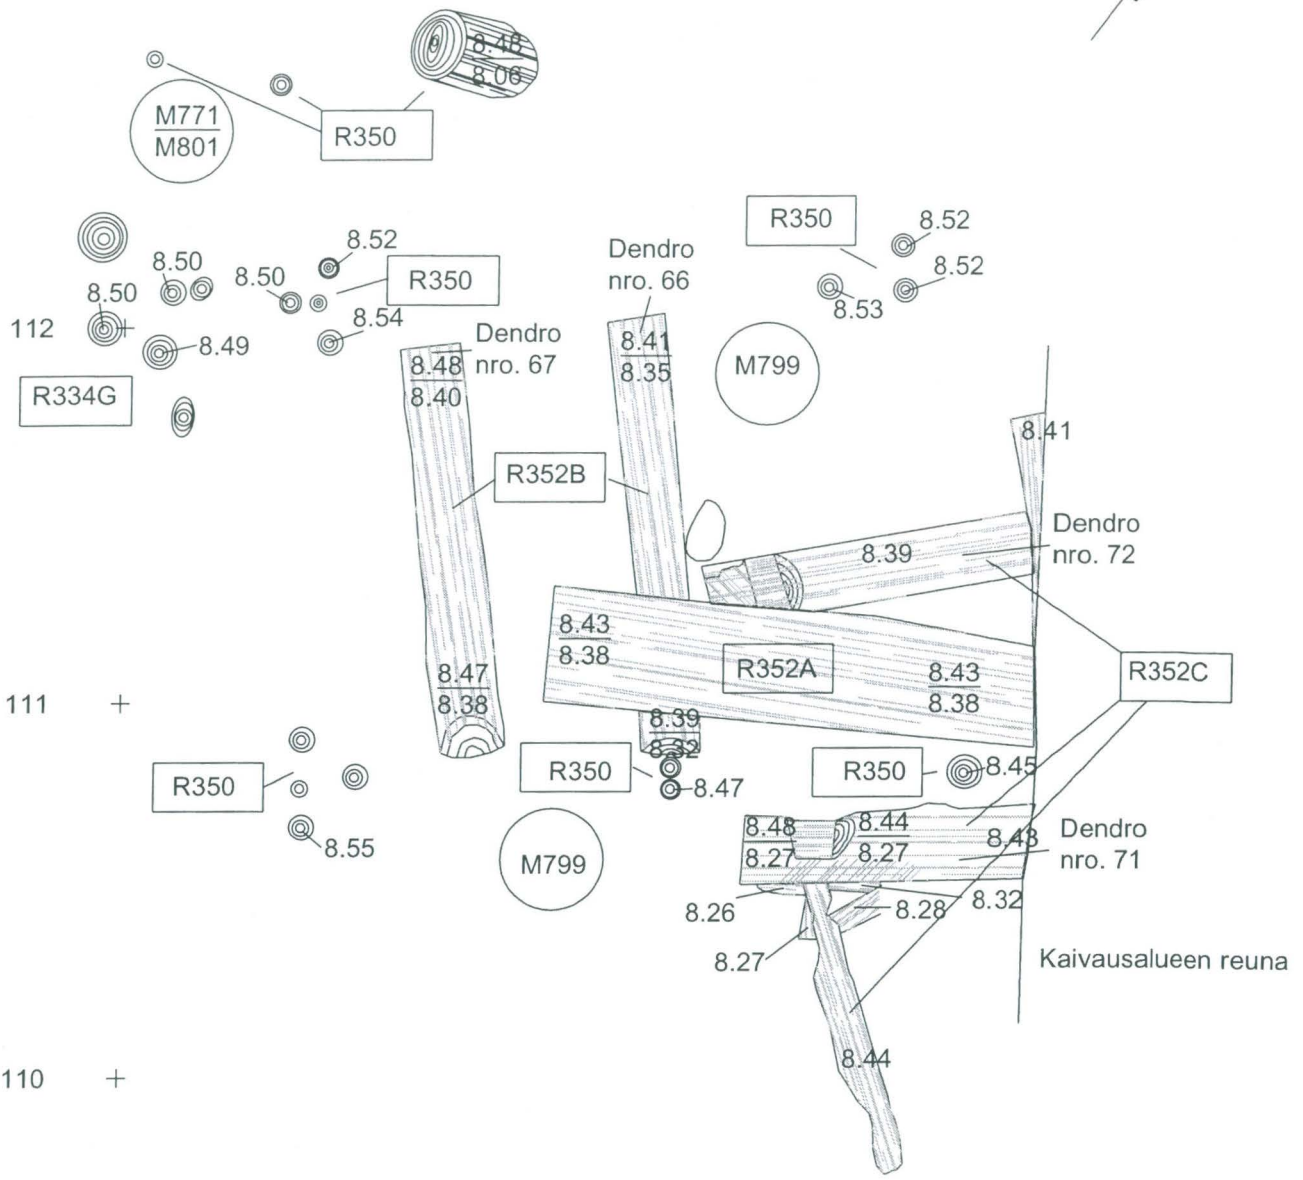 8.48
8.06
M771
M801
R350
R350
8.52
8.52
8.53
8.52
R350
8.50
8.50
8.50
8.54
8.49
112
R334G
Dendro
nro. 66
Dendro
nro. 67
8.41
8.35
8.48
8.40
M799
8.41
R352B
Dendro
nro. 72
8.39
8.43
8.38
R352A
8.43
8.38
R352C
8.47
8.38
111
8.39
8.32
R350
8.47
R350
8.45
R350
8.55
M799
8.48
8.27
8.44
8.27
8.43
Dendro
nro. 71
8.26
8.28
8.32
8.27
Kaivausalueen reuna
8.44
110